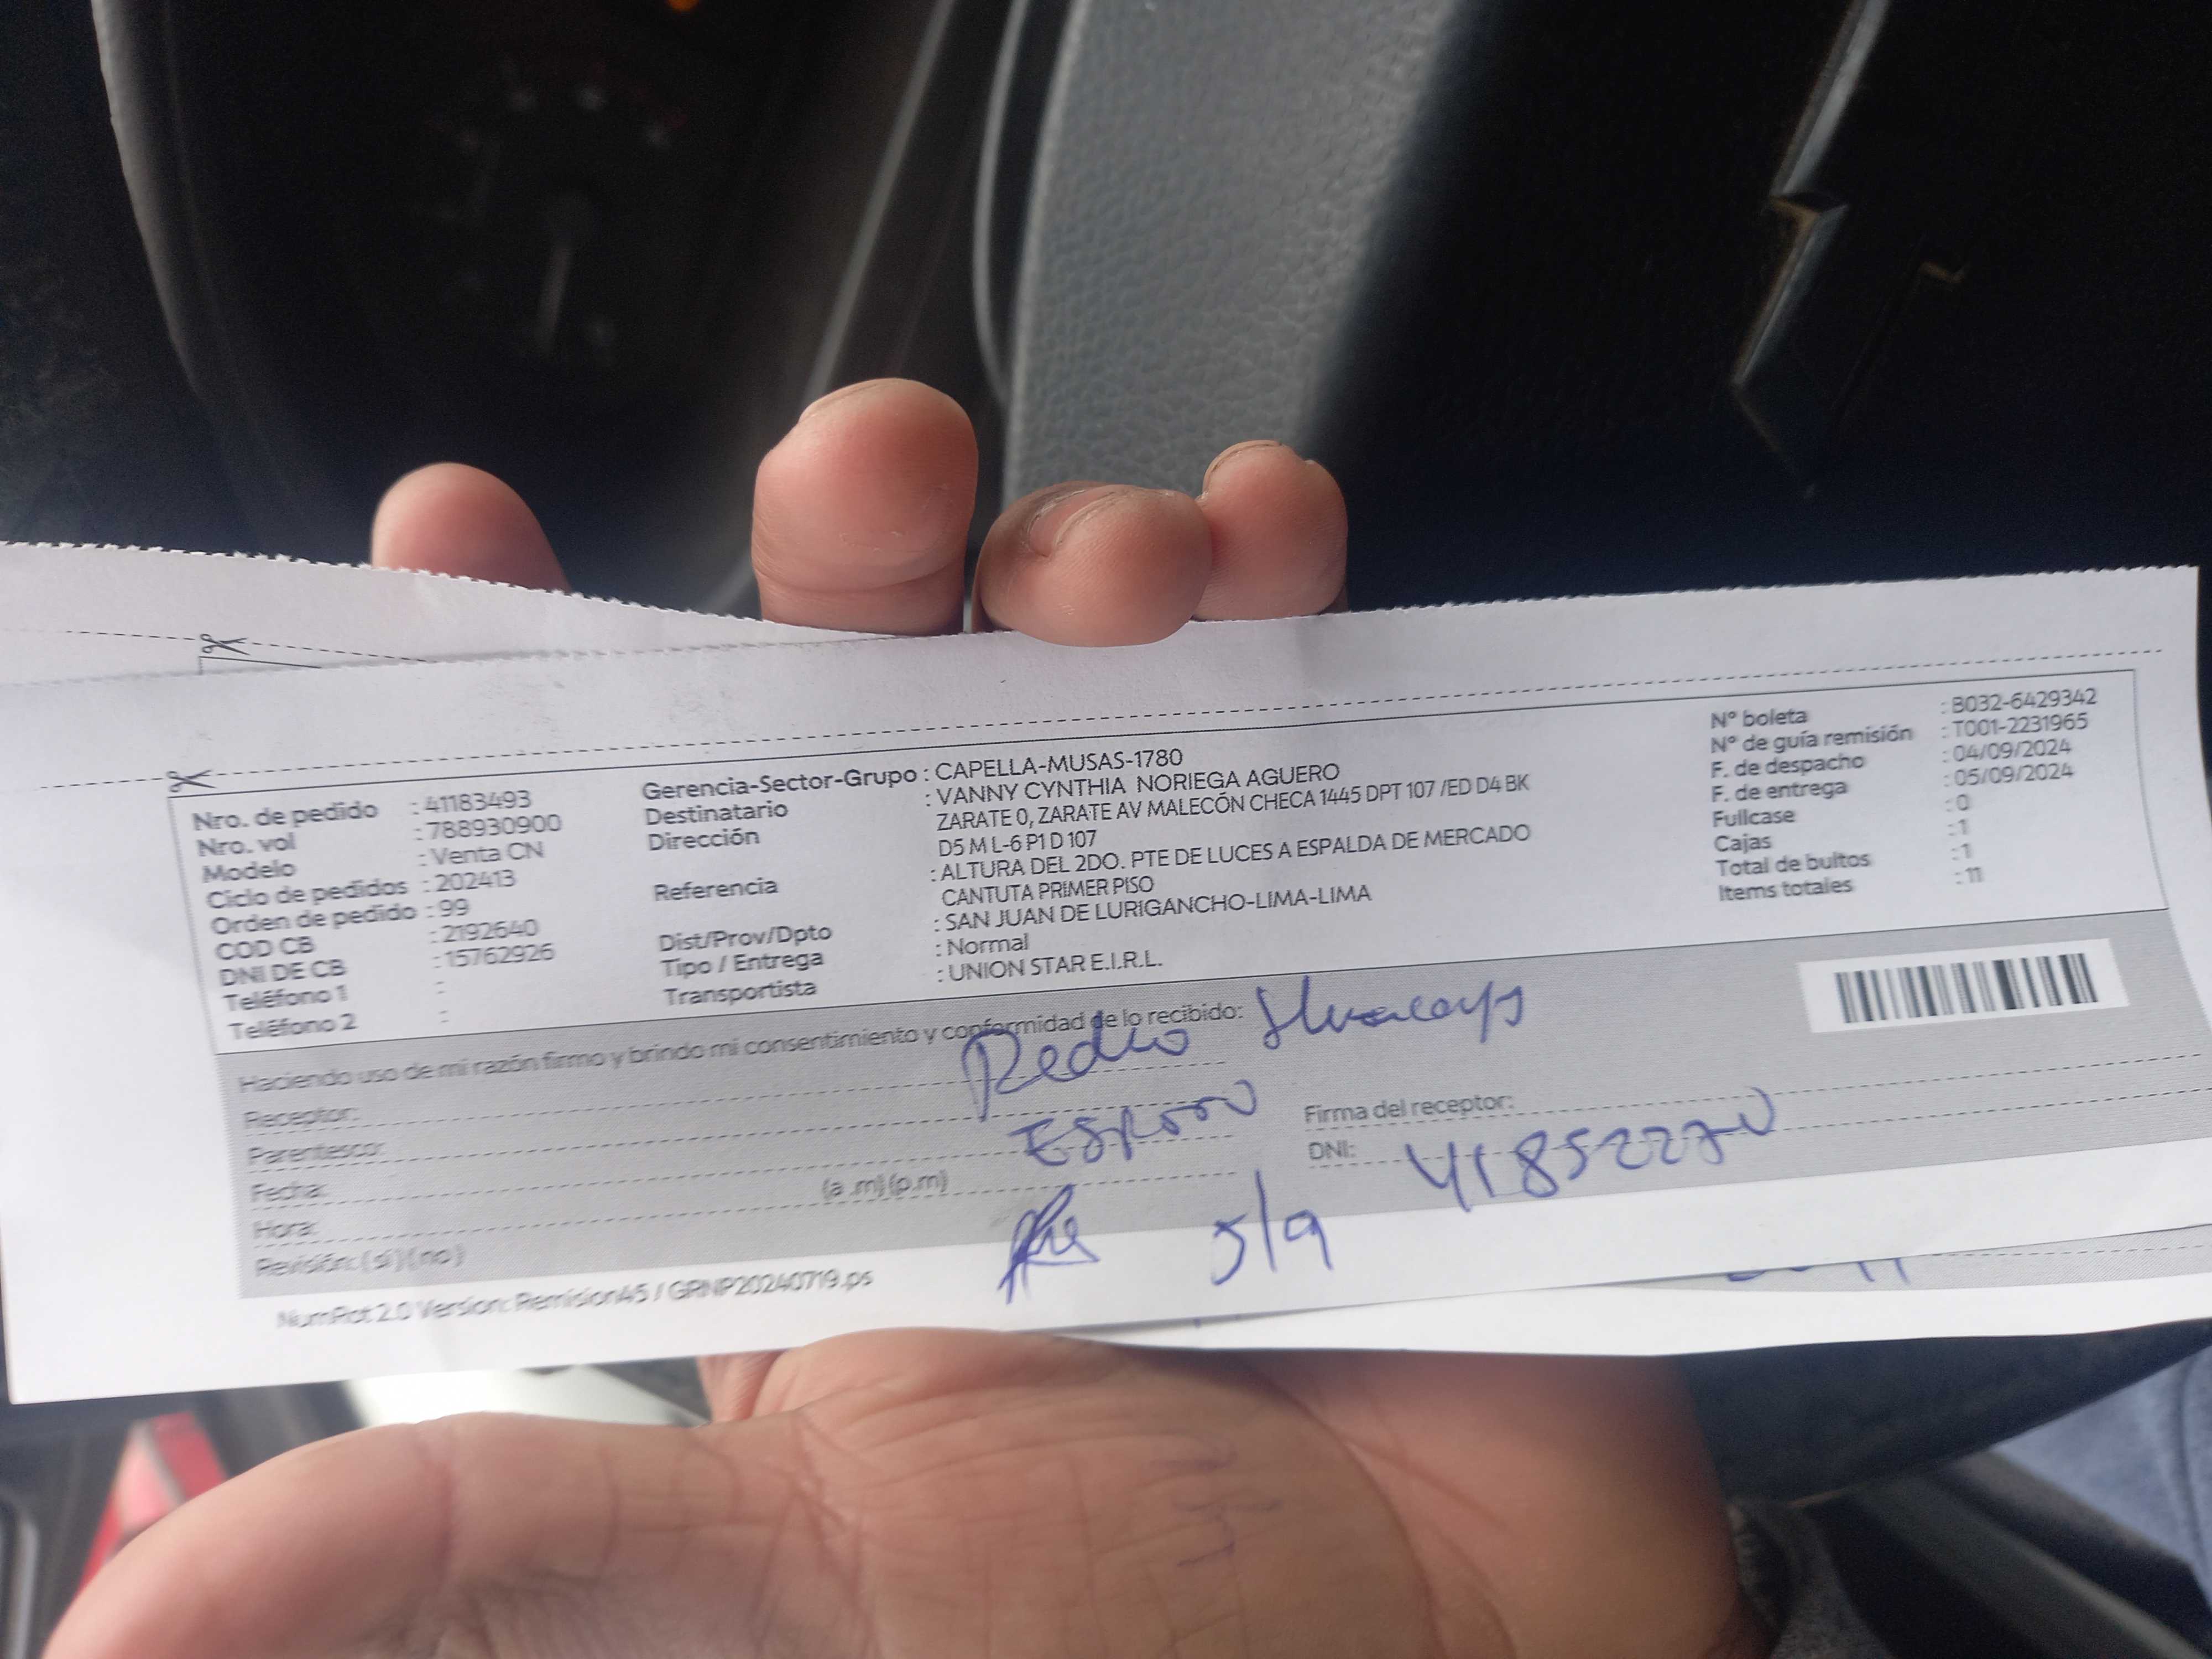 Nro. de pedido : 41183493
Nro. vol : 788930900
Modelo : Venta CN
Ciclo de pedidos : 202413
Orden de pedido : 99
COD CB : 2192640
DNI DE CB : 15762926
Teléfono 1 :
Teléfono 2 :
Gerencia-Sector-Grupo : CAPELLA-MUSAS-1780
Destinatario : VANNY CYNTHIA NORIEGA AGUERO
Dirección ZARATE 0, ZARATE AV MALECÓN CHECA 1445 DPT 107 /ED D4 BK
D5 M L-6 P1 D 107
Referencia : ALTURA DEL 2DO. PTE DE LUCES A ESPALDA DE MERCADO
CANTUTA PRIMER PISO
Dist/Prov/Dpto : SAN JUAN DE LURIGANCHO-LIMA-LIMA
Tipo / Entrega : Normal
Transportista : UNION STAR E.I.R.L.
N° boleta : B032-6429342
N° de guía remisión : T001-2231965
F. de despacho : 04/09/2024
F. de entrega : 05/09/2024
Fullcase : 0
Cajas : 1
Total de bultos : 1
Items totales : 11
Haciendo uso de mi razón firmo y brindo mi consentimiento y conformidad de lo recibido:
Receptor: Pedro
Parentesco: ESPOSO
Fecha:
Hora: (a .m) (p.m)
Revisión: ( si ) ( no )
Firma del receptor:
DNI:
5/9
NumRot 2.0 Version: Remision45 / GRNP20240719.ps